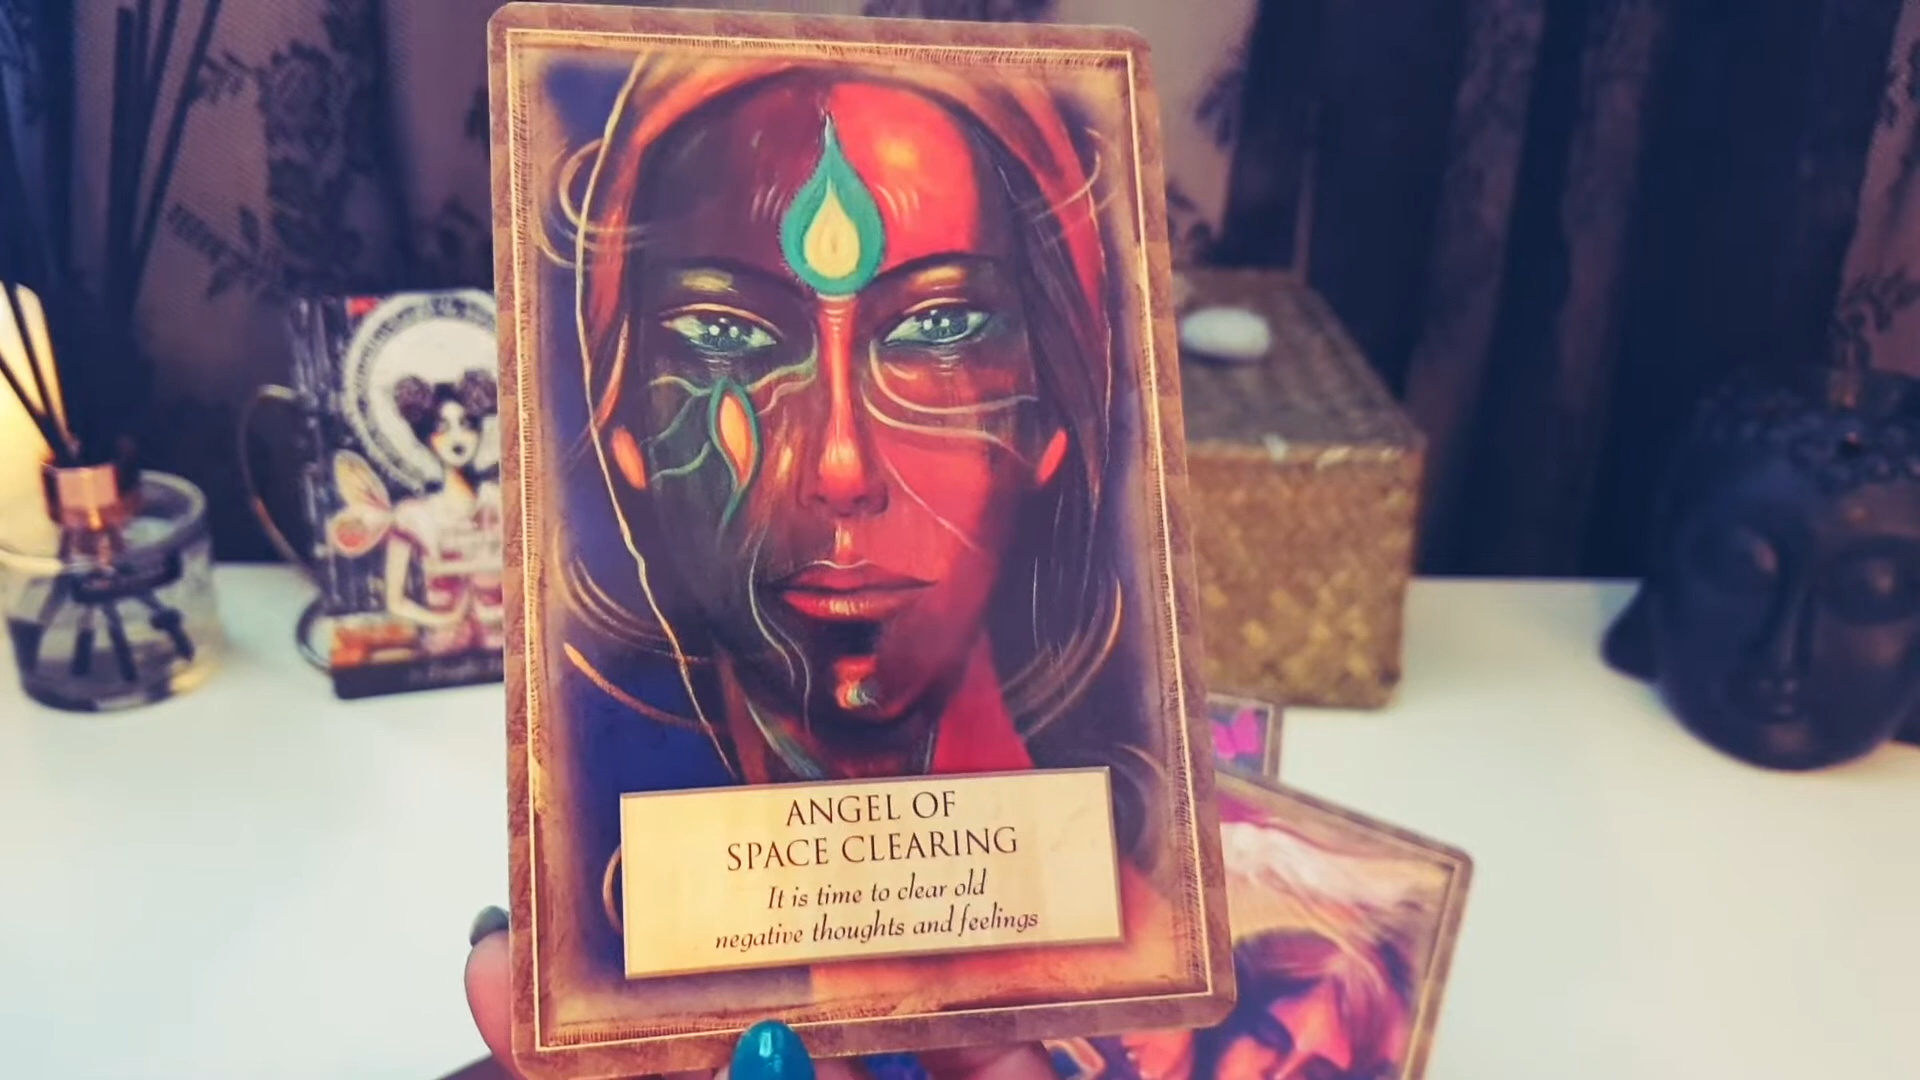 ANGEL OF
SPACE CLEARING
It is time to clear old
negative thoughts and feelings